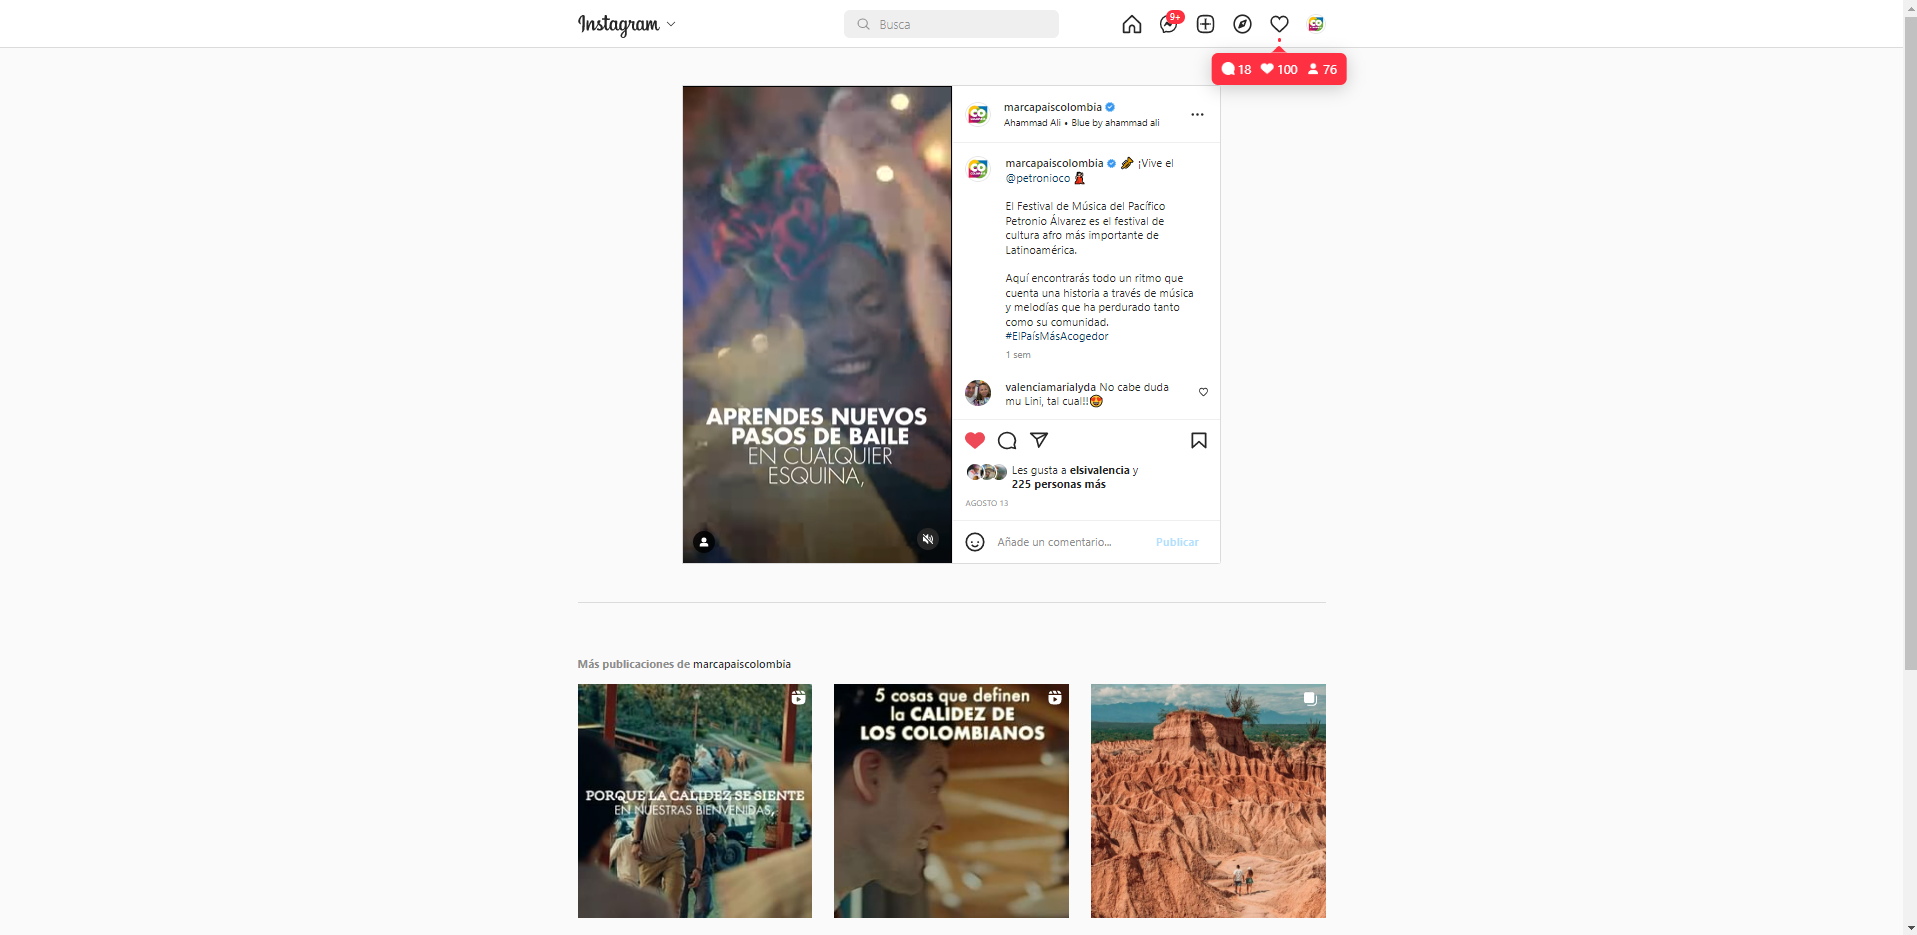 Instagram
Busca
9+
18 100 76
marcapaiscolombia
Ahammad Ali • Blue by ahammad ali
marcapaiscolombia ¡Vive el
@petronioco
El Festival de Música del Pacífico
Petronio Álvarez es el festival de
cultura afro más importante de
Latinoamérica.
Aquí encontrarás todo un ritmo que
cuenta una historia a través de música
y melodías que ha perdurado tanto
como su comunidad.
#ElPaísMásAcogedor
1 sem
valenciamarialyda No cabe duda
mu Lini, tal cual!!
APRENDES NUEVOS
PASOS DE BAILE
EN CUALQUIER
ESQUINA,
Les gusta a elsivalencia y
225 personas más
AGOSTO 13
Añade un comentario...
Publicar
Más publicaciones de marcapaiscolombia
PORQUE LA CALIDEZ SE SIENTE
EN NUESTRAS BIENVENIDAS,
5 cosas que definen
la CALIDEZ DE
LOS COLOMBIANOS